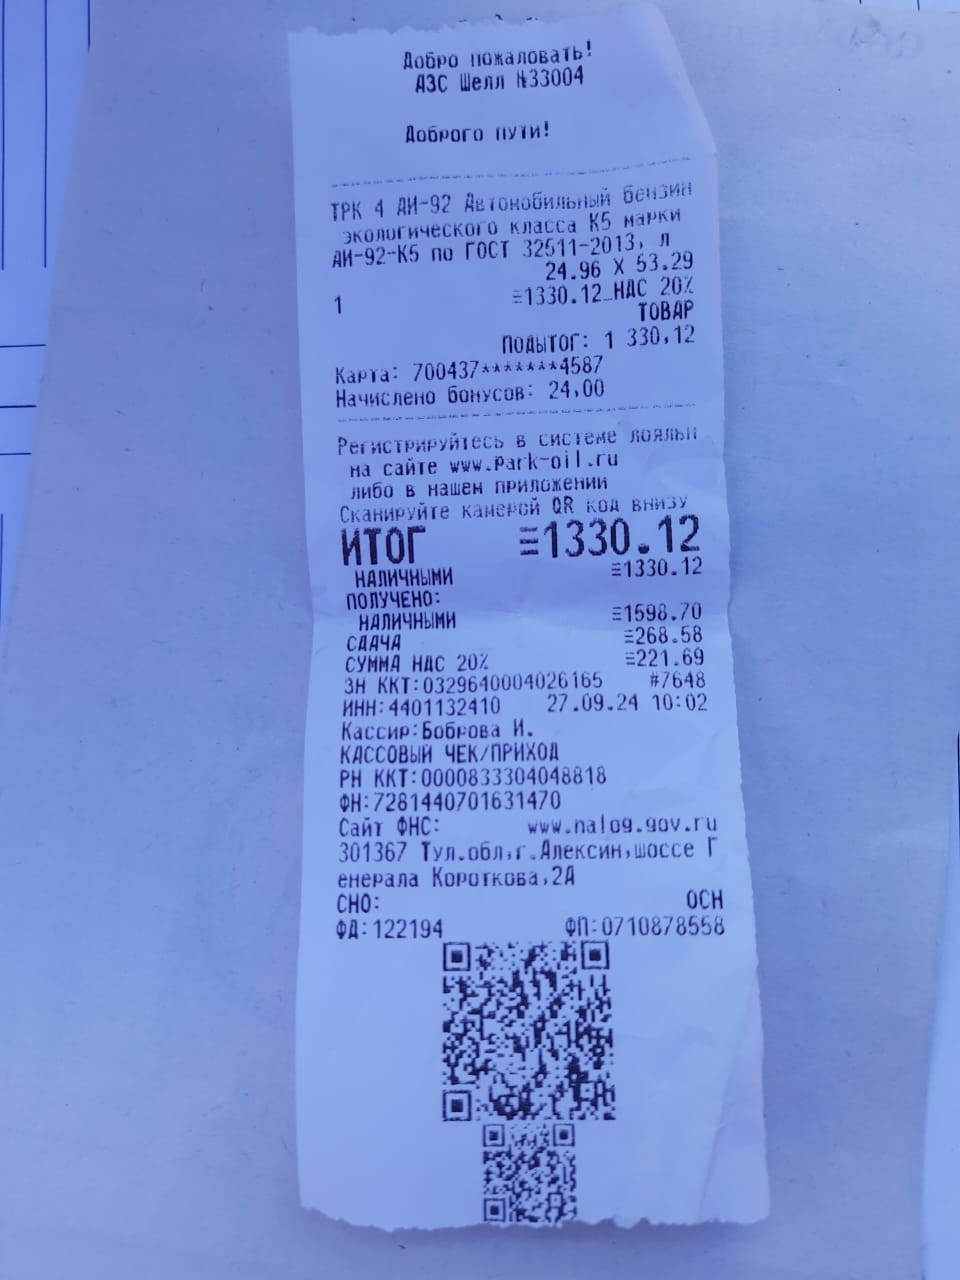 Добро пожаловать!
АЗС Шелл №33004
Доброго пути!
ТРК 4 АИ-92 Автомобильный бензин
экологического класса К5 марки
АИ-92-К5 по ГОСТ 32511-2013, л
24.96 X 53.29
1 ≡1330.12_НДС 20%
ТОВАР
ПОДЫТОГ: 1 330,12
Карта: 700437*******4587
Начислено бонусов: 24,00
Регистрируйтесь в системе лояльн
на сайте www.Park-oil.ru
либо в нашем приложении
Сканируйте камерой QR код внизу
ИТОГ ≡1330.12
НАЛИЧНЫМИ ≡1330.12
ПОЛУЧЕНО:
НАЛИЧНЫМИ ≡1598.70
СДАЧА ≡268.58
СУММА НДС 20% ≡221.69
ЗН ККТ:0329640004026165 #7648
ИНН:4401132410 27.09.24 10:02
Кассир:Боброва И.
КАССОВЫЙ ЧЕК/ПРИХОД
РН ККТ:0000833304048818
ФН:7281440701631470
Сайт ФНС: www.nalog.gov.ru
301367 Тул.обл,г.Алексин,шоссе Г
енерала Короткова,2А
СНО: ОСН
ФД:122194 ФП:0710878558